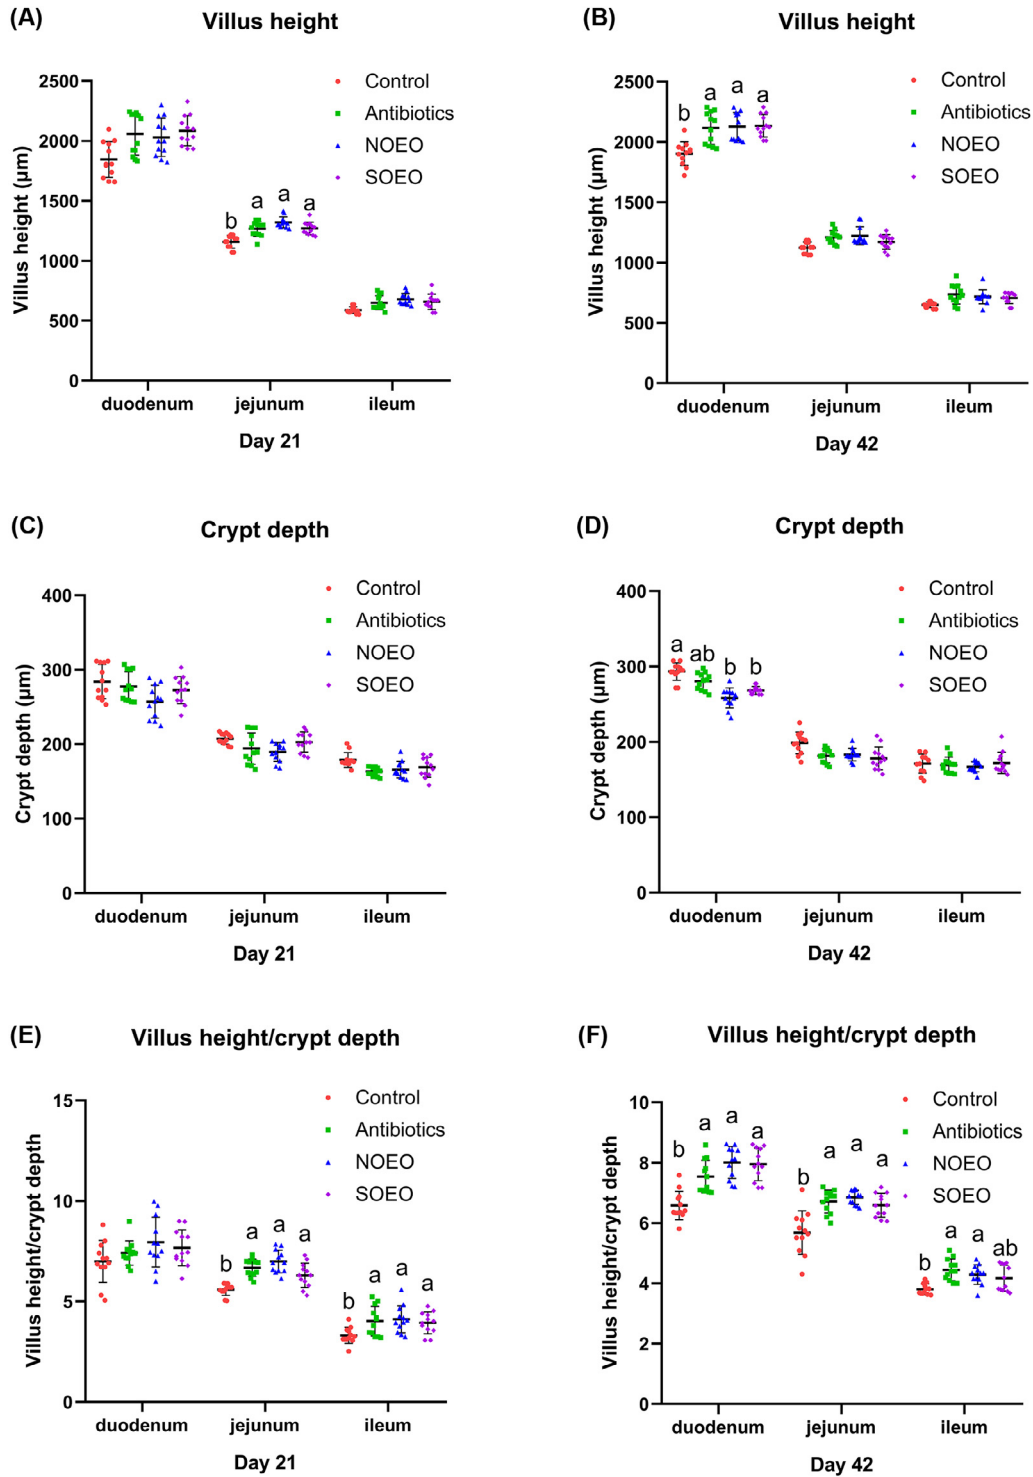 (A)
Villus height
2500
2000
1500
1000
500
0
Villus height (µm)
Control
Antibiotics
NOEO
SOEO
b
a
a
a
duodenum
jejunum
ileum
Day 21
(B)
Villus height
2500
2000
1500
1000
500
0
Villus height (µm)
b
a
a
a
Control
Antibiotics
NOEO
SOEO
duodenum
jejunum
ileum
Day 42
(C)
Crypt depth
400
300
200
100
0
Crypt depth (µm)
Control
Antibiotics
NOEO
SOEO
duodenum
jejunum
ileum
Day 21
(D)
Crypt depth
400
300
200
100
0
Crypt depth (µm)
a
ab
b
b
Control
Antibiotics
NOEO
SOEO
duodenum
jejunum
ileum
Day 42
(E)
Villus height/crypt depth
15
10
5
0
Villus height/crypt depth
Control
Antibiotics
NOEO
SOEO
b
a
a
a
b
a
a
a
duodenum
jejunum
ileum
Day 21
(F)
Villus height/crypt depth
10
8
6
4
2
0
Villus height/crypt depth
b
a
a
a
b
a
a
a
b
a
a
ab
Control
Antibiotics
NOEO
SOEO
duodenum
jejunum
ileum
Day 42